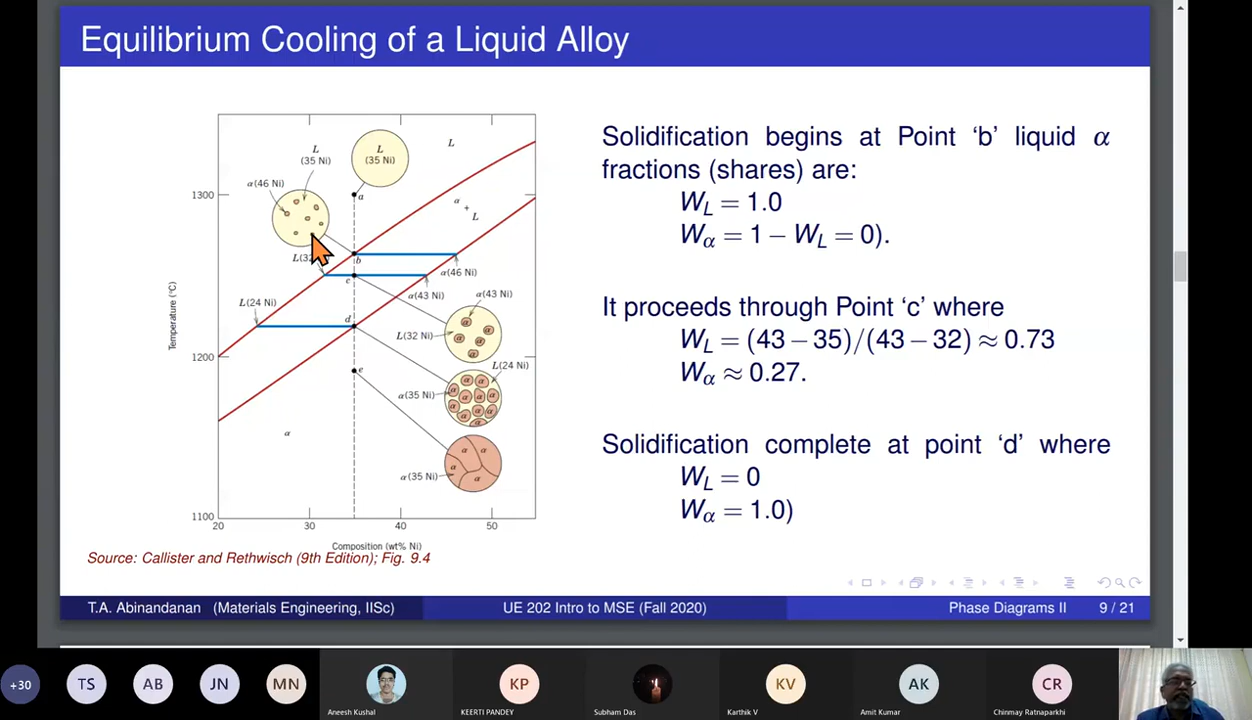 Equilibrium Cooling of a Liquid Alloy
L
(35 Ni)
L
(35 Ni)
L
α(46 Ni)
1300
a
α
+
L
b
α(46 Ni)
c
α(43 Ni)
α(43 Ni)
L(24 Ni)
d
L(32 Ni)
Temperature (°C)
1200
L(24 Ni)
e
α(35 Ni)
α
α(35 Ni)
α α α α
1100
20
30
40
50
Composition (wt% Ni)
Source: Callister and Rethwisch (9th Edition); Fig. 9.4
Solidification begins at Point ‘b’ liquid α
fractions (shares) are:
W_L = 1.0
W_α = 1 − W_L = 0).
It proceeds through Point ‘c’ where
W_L = (43 − 35)/(43 − 32) ≈ 0.73
W_α ≈ 0.27.
Solidification complete at point ‘d’ where
W_L = 0
W_α = 1.0)
T.A. Abinandanan (Materials Engineering, IISc)
UE 202 Intro to MSE (Fall 2020)
Phase Diagrams II
9 / 21
+30
TS
AB
JN
MN
Aneesh Kushal
KP
KEERTI PANDEY
Subham Das
KV
Karthik V
AK
Amit Kumar
CR
Chinmay Ratnaparkhi